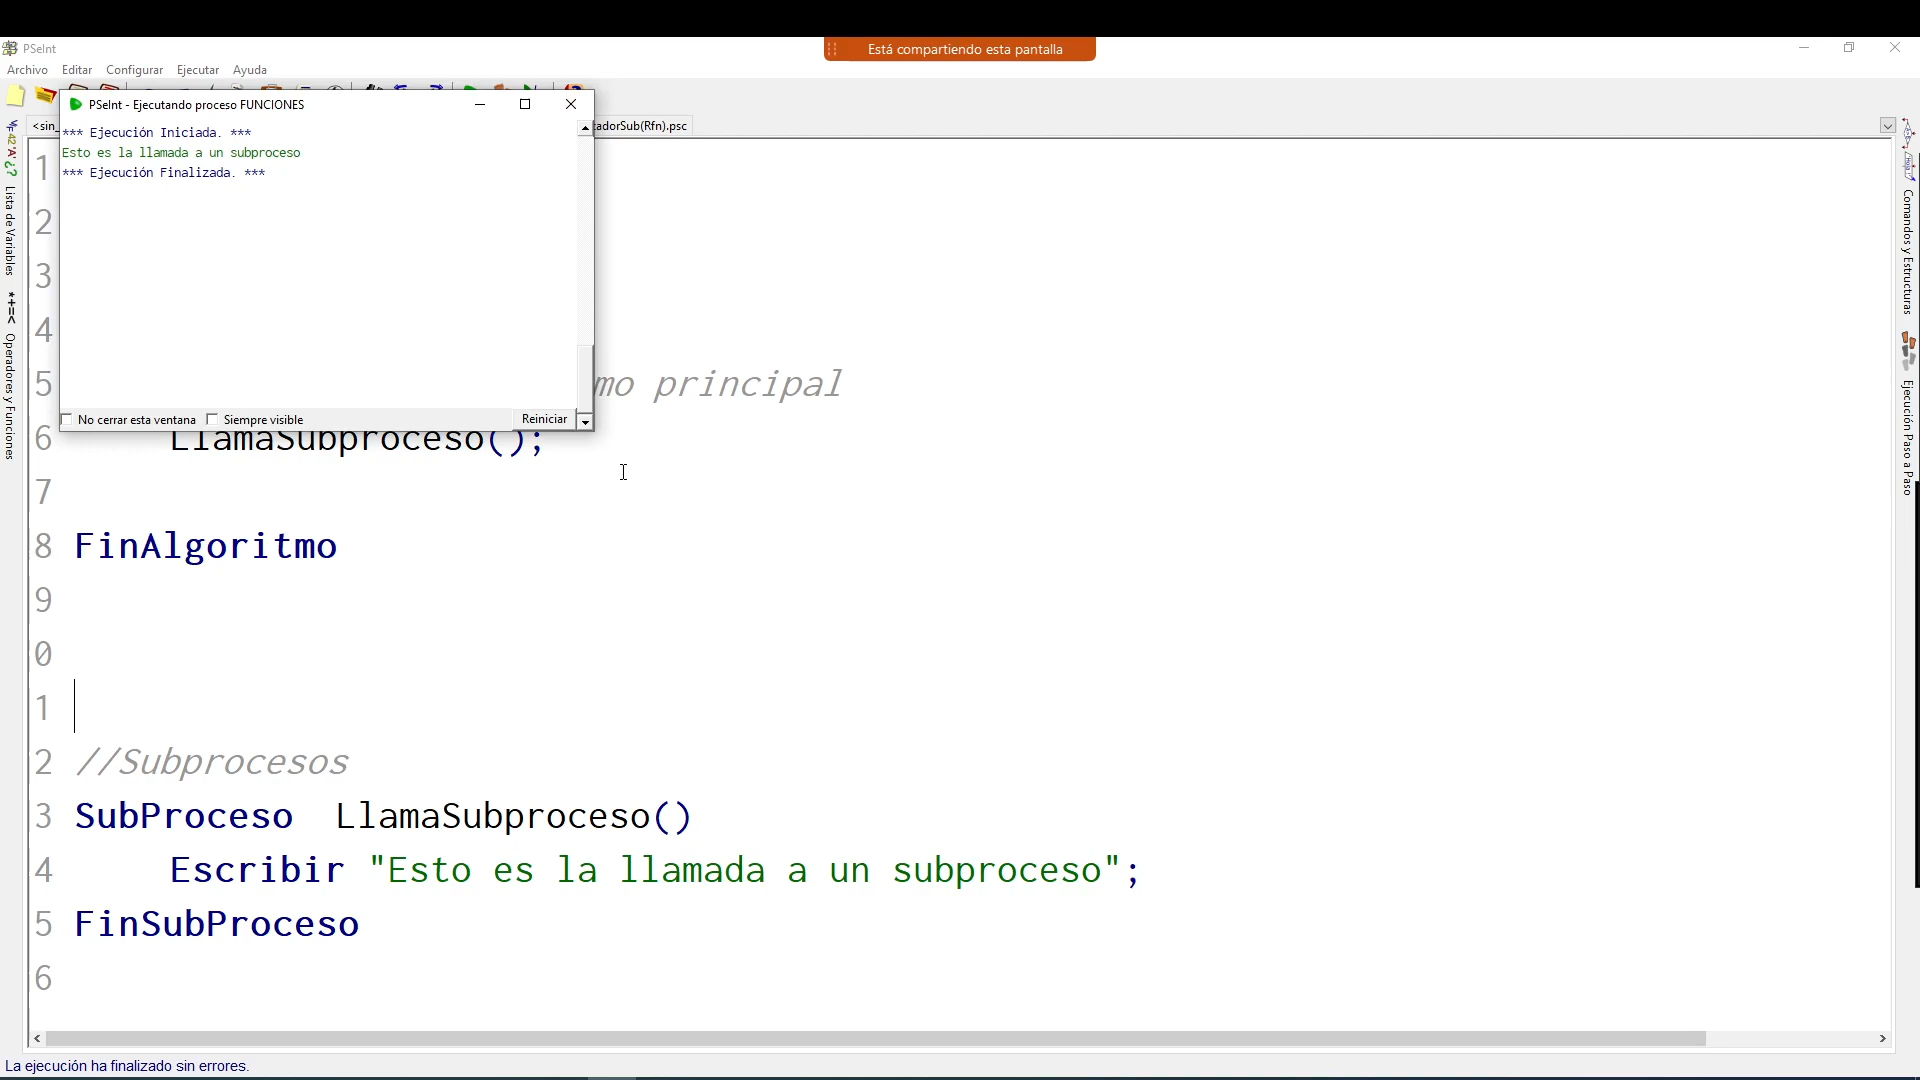 PSeInt
Está compartiendo esta pantalla
Archivo Editar Configurar Ejecutar Ayuda
PSeInt - Ejecutando proceso FUNCIONES
<sin_
adorSub(Rfn).psc
*** Ejecución Iniciada. ***
Esto es la llamada a un subproceso
*** Ejecución Finalizada. ***
No cerrar esta ventana
Siempre visible
Reiniciar
Lista de Variables
*+=<
Operadores y Funciones
Comandos y Estructuras
Ejecución Paso a Paso
1
2
3
4
5 mo principal
6 LlamaSubproceso();
7
8 FinAlgoritmo
9
0
1
2 //Subprocesos
3 SubProceso LlamaSubproceso()
4 Escribir "Esto es la llamada a un subproceso";
5 FinSubProceso
6
La ejecución ha finalizado sin errores.